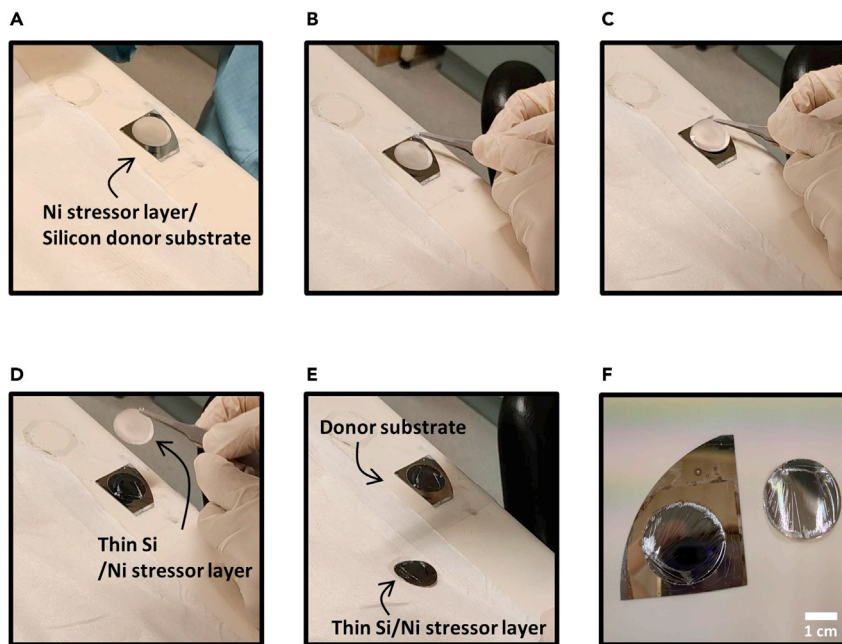 A
B
C
Ni stressor layer/
Silicon donor substrate
D
E
F
Thin Si
/Ni stressor layer
Donor substrate
Thin Si/Ni stressor layer
1 cm